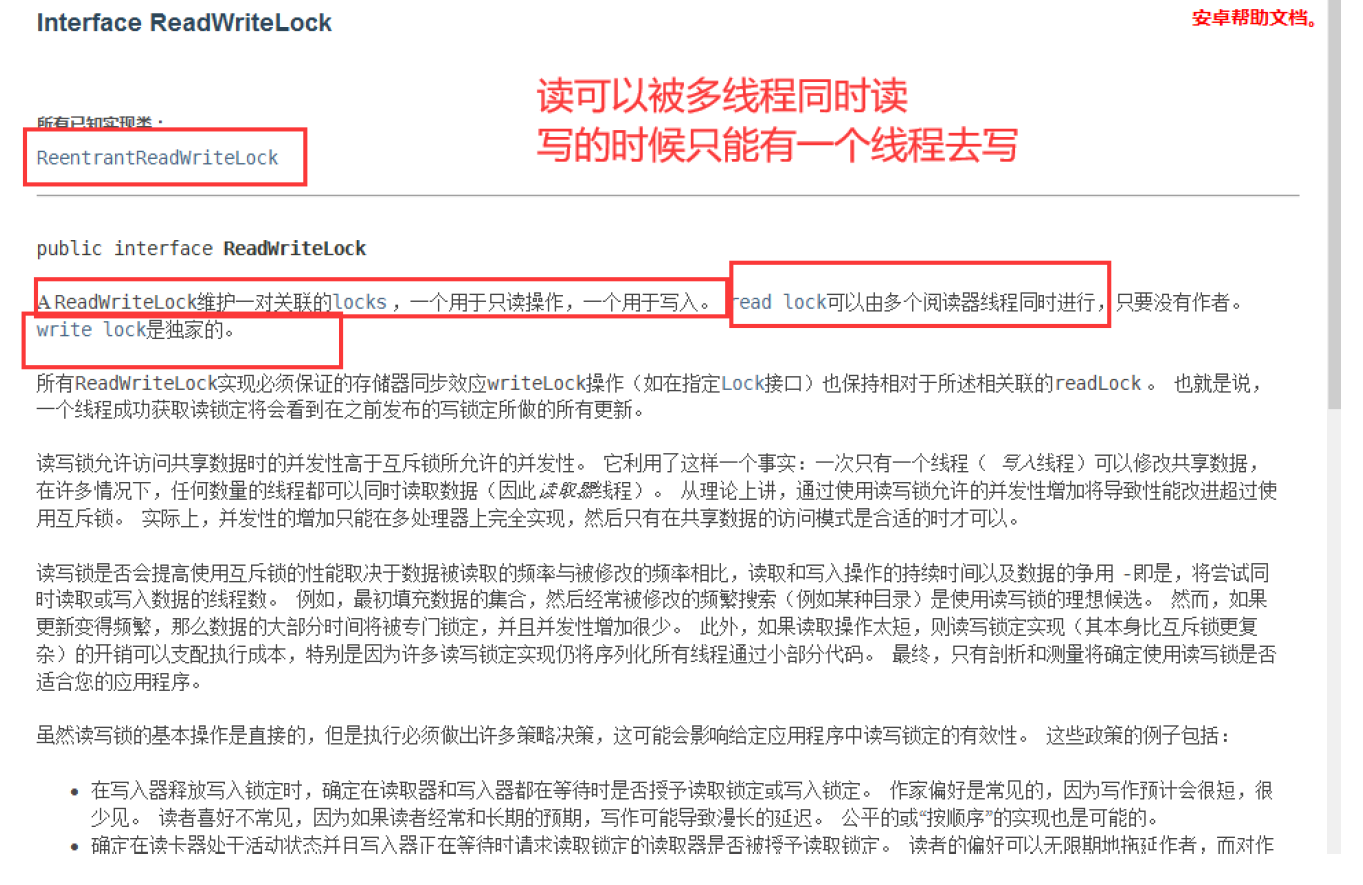 Interface ReadWriteLock
安卓帮助文档。
读可以被多线程同时读
写的时候只能有一个线程去写
所有已知实现类：
ReentrantReadWriteLock
public interface ReadWriteLock
A ReadWriteLock维护一对关联的locks ，一个用于只读操作，一个用于写入。 read lock可以由多个阅读器线程同时进行，只要没有作者。
write lock是独家的。
所有ReadWriteLock实现必须保证的存储器同步效应writeLock操作（如在指定Lock接口）也保持相对于所述相关联的readLock 。 也就是说，
一个线程成功获取读锁定将会看到在之前发布的写锁定所做的所有更新。
读写锁允许访问共享数据时的并发性高于互斥锁所允许的并发性。 它利用了这样一个事实：一次只有一个线程（ 写入线程）可以修改共享数据，
在许多情况下，任何数量的线程都可以同时读取数据（因此读取器线程）。 从理论上讲，通过使用读写锁允许的并发性增加将导致性能改进超过使
用互斥锁。 实际上，并发性的增加只能在多处理器上完全实现，然后只有在共享数据的访问模式是合适的时才可以。
读写锁是否会提高使用互斥锁的性能取决于数据被读取的频率与被修改的频率相比，读取和写入操作的持续时间以及数据的争用 -即是，将尝试同
时读取或写入数据的线程数。 例如，最初填充数据的集合，然后经常被修改的频繁搜索（例如某种目录）是使用读写锁的理想候选。 然而，如果
更新变得频繁，那么数据的大部分时间将被专门锁定，并且并发性增加很少。 此外，如果读取操作太短，则读写锁定实现（其本身比互斥锁更复
杂）的开销可以支配执行成本，特别是因为许多读写锁定实现仍将序列化所有线程通过小部分代码。 最终，只有剖析和测量将确定使用读写锁是否
适合您的应用程序。
虽然读写锁的基本操作是直接的，但是执行必须做出许多策略决策，这可能会影响给定应用程序中读写锁定的有效性。 这些政策的例子包括：
• 在写入器释放写入锁定时，确定在读取器和写入器都在等待时是否授予读取锁定或写入锁定。 作家偏好是常见的，因为写作预计会很短，很
少见。 读者喜好不常见，因为如果读者经常和长期的预期，写作可能导致漫长的延迟。 公平的或“按顺序”的实现也是可能的。
• 确定在读卡器处于活动状态并且写入器正在等待时请求读取锁定的读取器是否被授予读取锁定。 读者的偏好可以无限期地拖延作者，而对作